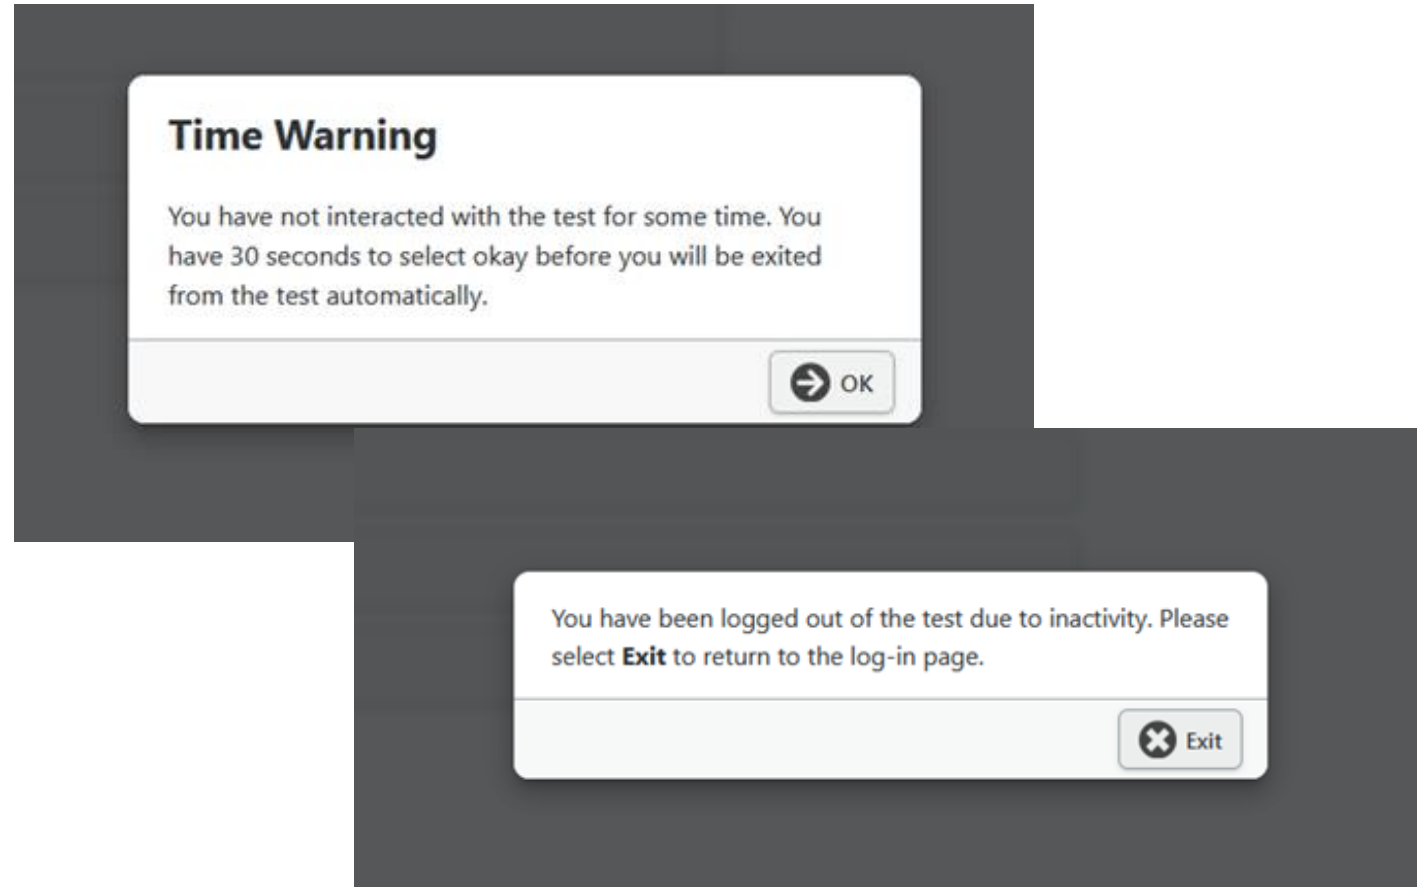 Time Warning
You have not interacted with the test for some time. You
have 30 seconds to select okay before you will be exited
from the test automatically.
OK
You have been logged out of the test due to inactivity. Please
select Exit to return to the log-in page.
Exit